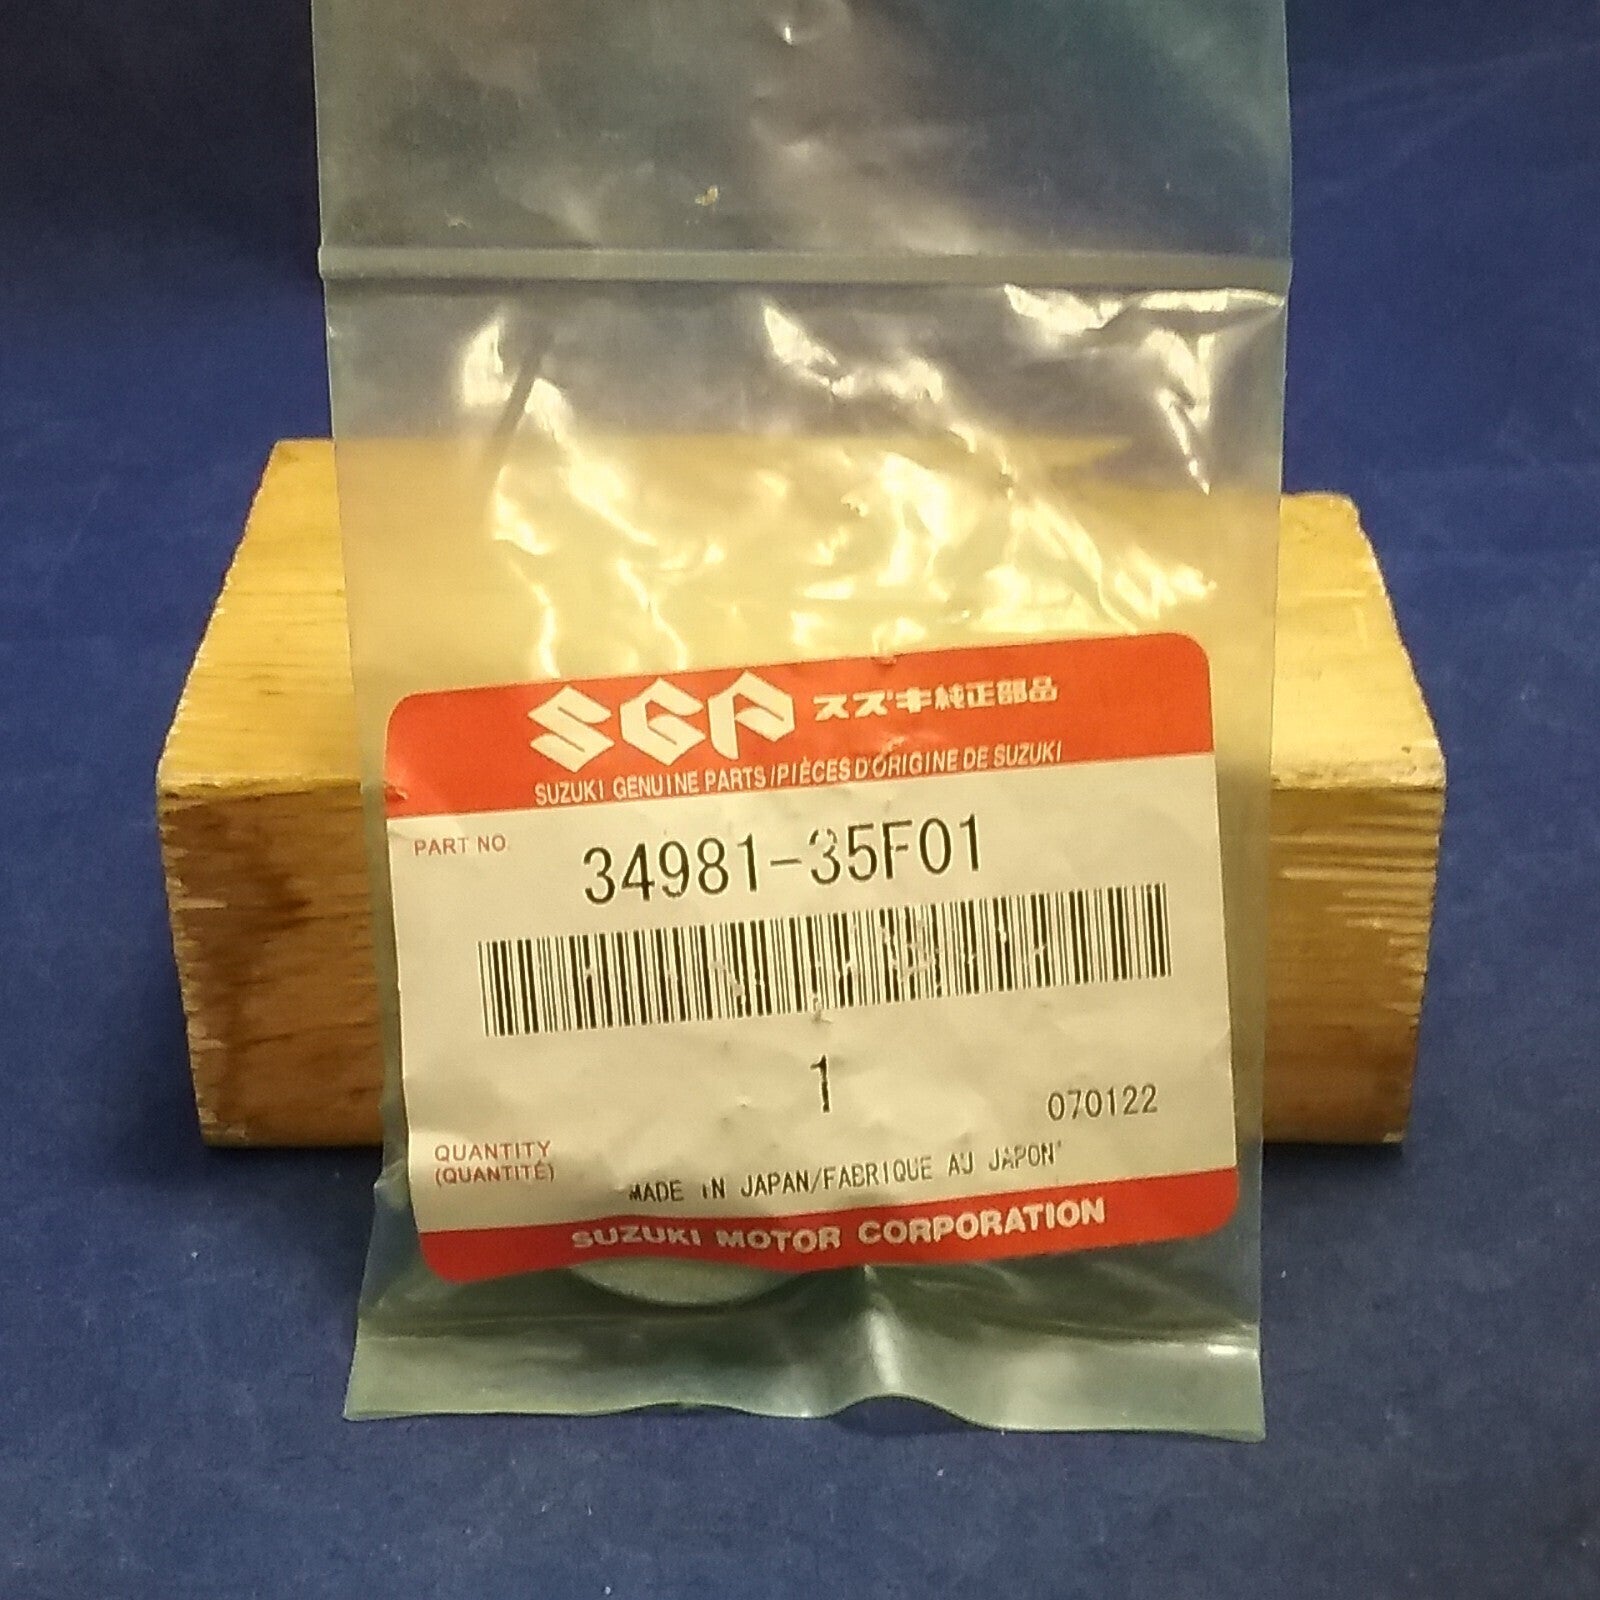 SGP スズキ純正部品
SUZUKI GENUINE PARTS/PIÈCES D'ORIGINE DE SUZUKI
PART NO 34981-35F01
1
070122
QUANTITY
(QUANTITÉ)
MADE IN JAPAN/FABRIQUE AU JAPON
SUZUKI MOTOR CORPORATION